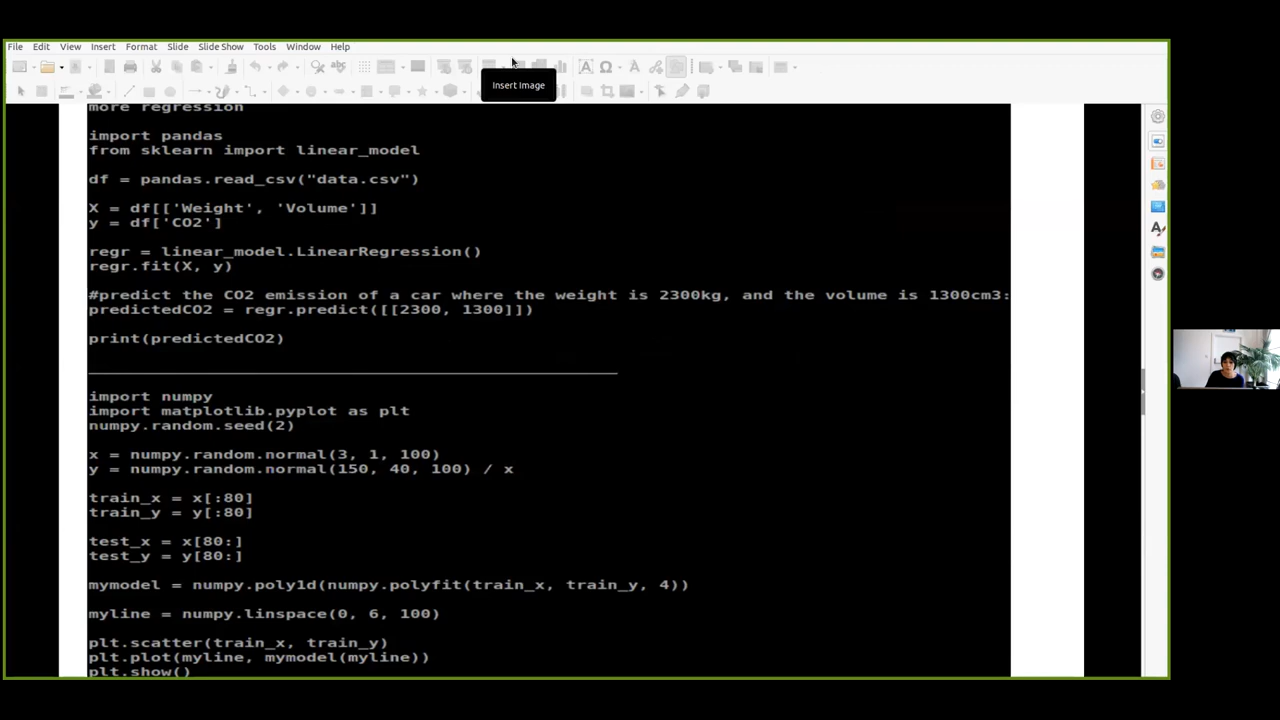 File Edit View Insert Format Slide Slide Show Tools Window Help
Insert Image
more regression
import pandas
from sklearn import linear_model
df = pandas.read_csv("data.csv")
X = df[['Weight', 'Volume']]
y = df['CO2']
regr = linear_model.LinearRegression()
regr.fit(X, y)
#predict the CO2 emission of a car where the weight is 2300kg, and the volume is 1300cm3:
predictedCO2 = regr.predict([[2300, 1300]])
print(predictedCO2)
import numpy
import matplotlib.pyplot as plt
numpy.random.seed(2)
x = numpy.random.normal(3, 1, 100)
y = numpy.random.normal(150, 40, 100) / x
train_x = x[:80]
train_y = y[:80]
test_x = x[80:]
test_y = y[80:]
mymodel = numpy.poly1d(numpy.polyfit(train_x, train_y, 4))
myline = numpy.linspace(0, 6, 100)
plt.scatter(train_x, train_y)
plt.plot(myline, mymodel(myline))
plt.show()